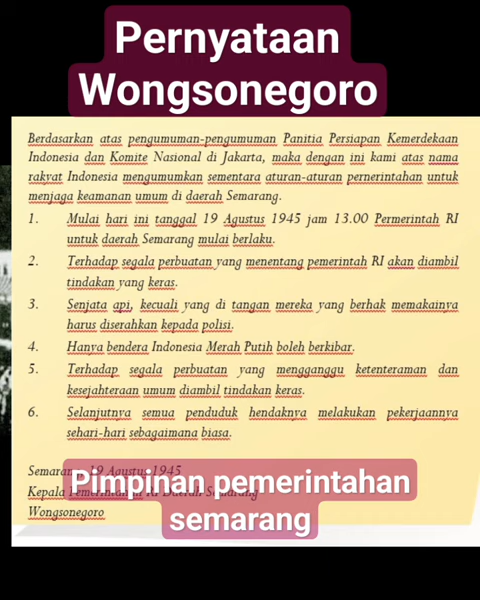 Pernyataan
Wongsonegoro
Berdasarkan atas pengumuman-pengumuman Panitia Persiapan Kemerdekaan
Indonesia dan Komite Nasional di Jakarta, maka dengan ini kami atas nama
rakyat Indonesia mengumumkan sementara aturan-aturan pernerintahan untuk
menjaga keamanan umum di daerah Semarang.
1. Mulai hari ini tanggal 19 Agustus 1945 jam 13.00 Permerintah RI
untuk daerah Semarang mulai berlaku.
2. Terhadap segala perbuatan yang menentang pemerintah RI akan diambil
tindakan yang keras.
3. Senjata api, kecuali yang di tangan mereka yang berhak memakainya
harus diserahkan kepada polisi.
4. Hanya bendera Indonesia Merah Putih boleh berkibar.
5. Terhadap segala perbuatan yang mengganggu ketenteraman dan
kesejahteraan umum diambil tindakan keras.
6. Selanjutnya semua penduduk hendaknya melakukan pekerjaannya
sehari-hari sebagaimana biasa.
Semarang, 19 Agustus 1945
Kepala Pemerintahan RI Daerah Semarang
Wongsonegoro
Pimpinan pemerintahan
semarang